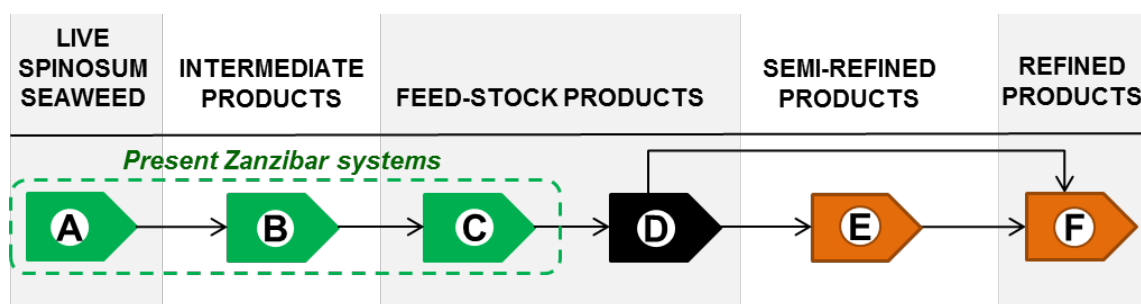 LIVE
SPINOSUM
SEAWEED
INTERMEDIATE
PRODUCTS
FEED-STOCK PRODUCTS
SEMI-REFINED
PRODUCTS
REFINED
PRODUCTS
Present Zanzibar systems
A
B
C
D
E
F